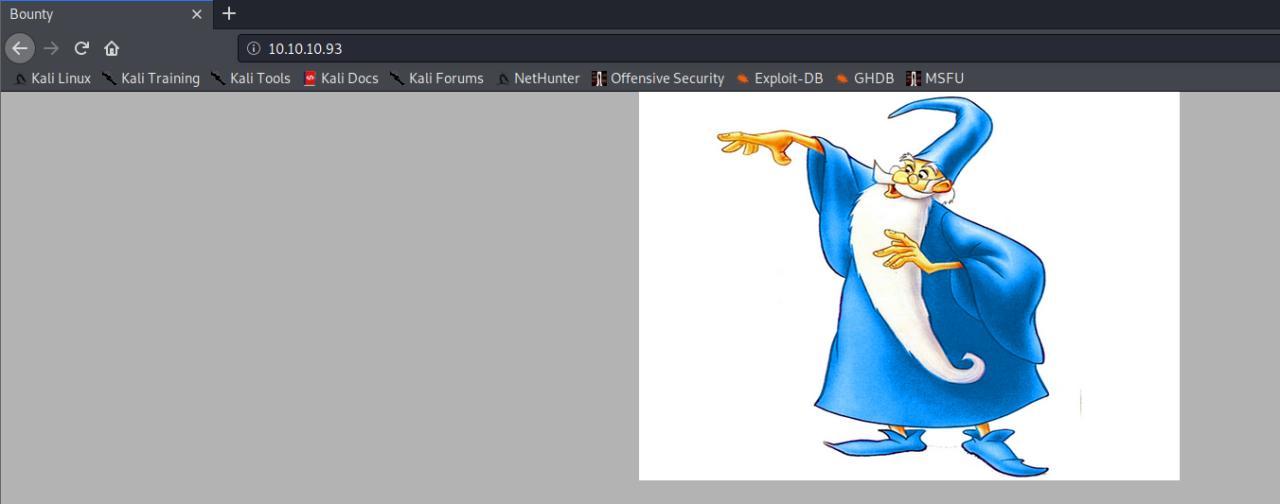 Bounty
10.10.10.93
Kali Linux Kali Training Kali Tools Kali Docs Kali Forums NetHunter Offensive Security Exploit-DB GHDB MSFU